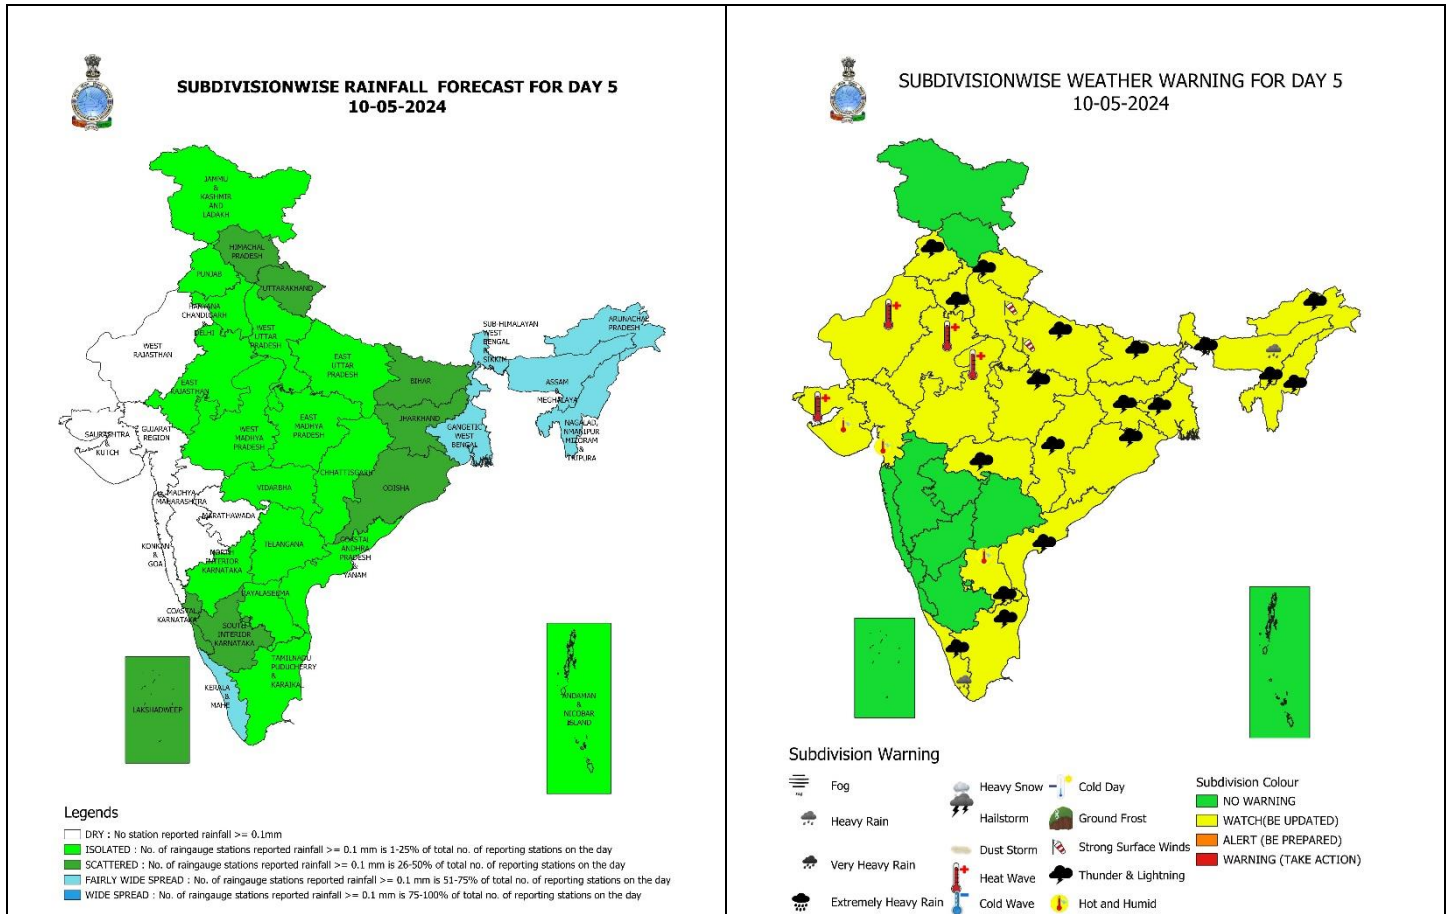 SUBDIVISIONWISE RAINFALL FORECAST FOR DAY 5
10-05-2024
JAMMU
&
KASHMIR
AND
LADAKH
HIMACHAL
PRADESH
PUNJAB
UTTARAKHAND
HARYANA
CHANDIGARH
&
DELHI
WEST
RAJASTHAN
WEST
UTTAR
PRADESH
SUB-HIMALAYAN
WEST
BENGAL
&
SIKKIM
ARUNACHAL
PRADESH
EAST
UTTAR
PRADESH
EAST
RAJASTHAN
BIHAR
ASSAM
&
MEGHALAYA
JHARKHAND
GANGETIC
WEST
BENGAL
NAGALAD,
NMANIPUR
MIZORAM
&
TRIPURA
SAURASHTRA
&
KUTCH
GUJARAT
REGION
WEST
MADHYA
PRADESH
EAST
MADHYA
PRADESH
CHHATTISGARH
ODISHA
VIDARBHA
MADHYA
MAHARASHTRA
MARATHAWADA
KONKAN
&
GOA
NORTH
INTERIOR
KARNATAKA
TELANGANA
COASTAL
ANDHRA
PRADESH
&
YANAM
RAYALASEEMA
COASTAL
KARNATAKA
SOUTH
INTERIOR
KARNATAKA
TAMILNADU
PUDUCHERRY
&
KARAIKAL
KERALA
&
MAHE
LAKSHADWEEP
ANDAMAN
&
NICOBAR
ISLAND
Legends
DRY : No station reported rainfall >= 0.1mm
ISOLATED : No. of raingauge stations reported rainfall >= 0.1 mm is 1-25% of total no. of reporting stations on the day
SCATTERED : No. of raingauge stations reported rainfall >= 0.1 mm is 26-50% of total no. of reporting stations on the day
FAIRLY WIDE SPREAD : No. of raingauge stations reported rainfall >= 0.1 mm is 51-75% of total no. of reporting stations on the day
WIDE SPREAD : No. of raingauge stations reported rainfall >= 0.1 mm is 75-100% of total no. of reporting stations on the day
SUBDIVISIONWISE WEATHER WARNING FOR DAY 5
10-05-2024
Subdivision Warning
Fog
Heavy Rain
Very Heavy Rain
Extremely Heavy Rain
Heavy Snow
Hailstorm
Dust Storm
Heat Wave
Cold Wave
Cold Day
Ground Frost
Strong Surface Winds
Thunder & Lightning
Hot and Humid
Subdivision Colour
NO WARNING
WATCH(BE UPDATED)
ALERT (BE PREPARED)
WARNING (TAKE ACTION)